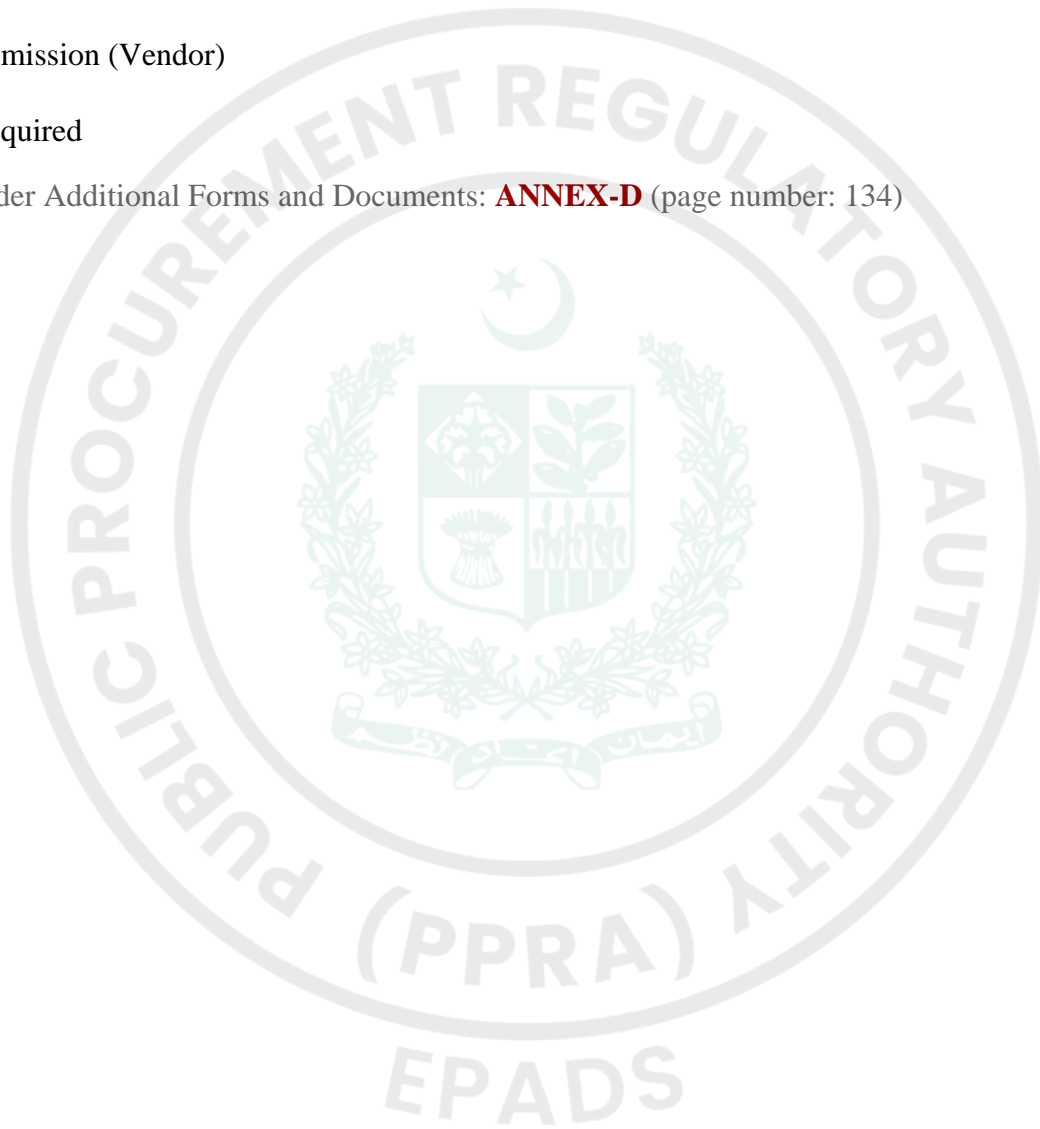 mission (Vendor)
quired
der Additional Forms and Documents: ANNEX-D (page number: 134)
PUBLIC PROCUREMENT REGULATORY AUTHORITY
(PPRA)
EPADS